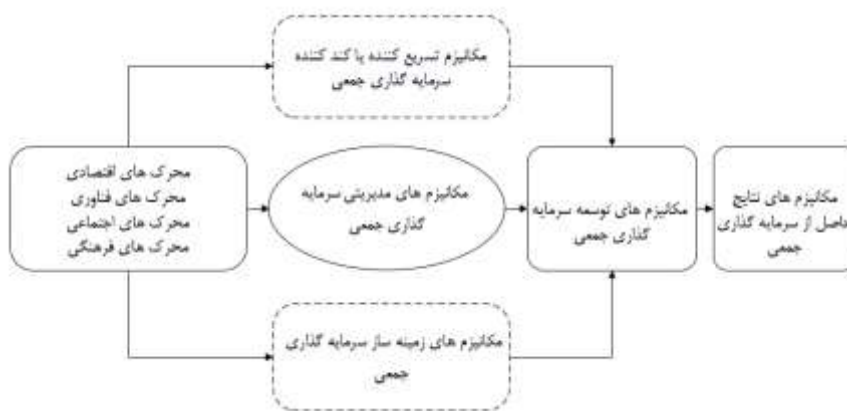 مکانیزم تسریع کننده یا کند کننده
سرمایه گذاری جمعی
محرک های اقتصادی
محرک های فناوری
محرک های اجتماعی
محرک های فرهنگی
مکانیزم های مدیریتی سرمایه
گذاری جمعی
مکانیزم های توسعه سرمایه
گذاری جمعی
مکانیزم های نتایج
حاصل از سرمایه گذاری
جمعی
مکانیزم های زمینه ساز سرمایه گذاری
جمعی